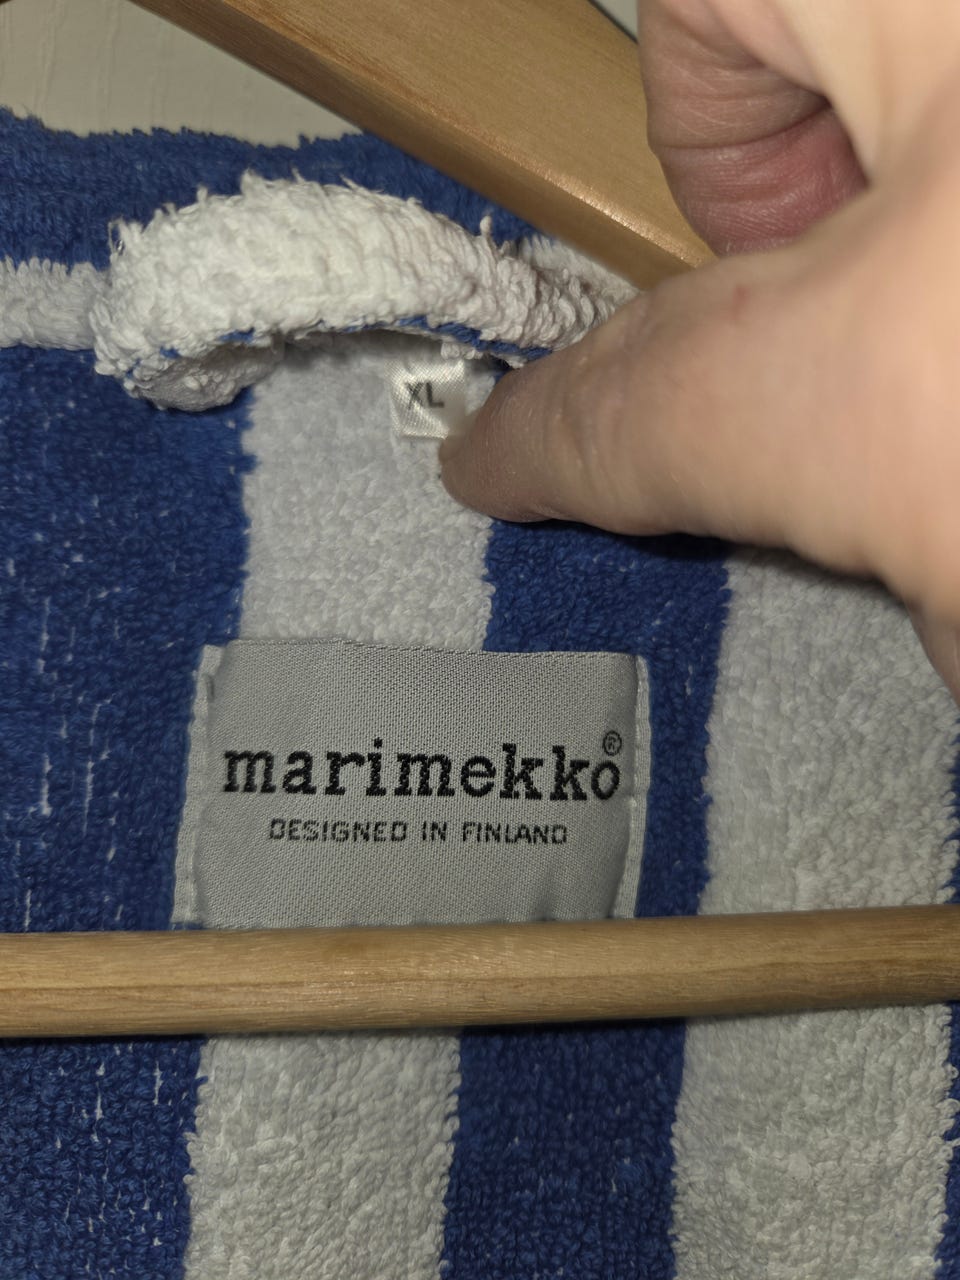 XL
marimekko®
DESIGNED IN FINLAND